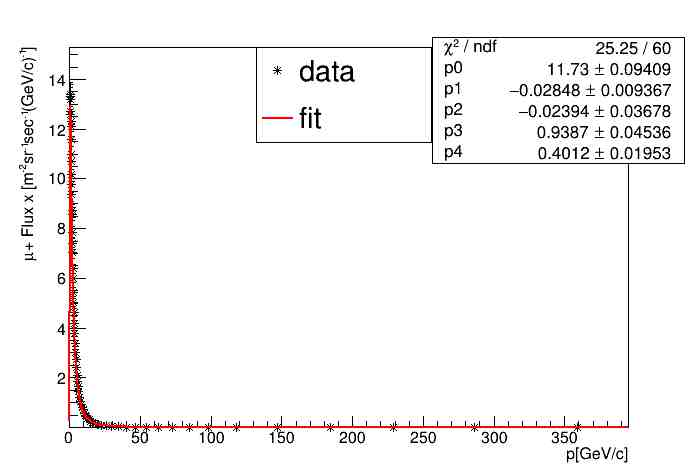 χ² / ndf 25.25 / 60
p0 11.73 ± 0.09409
p1 −0.02848 ± 0.009367
p2 −0.02394 ± 0.03678
p3 0.9387 ± 0.04536
p4 0.4012 ± 0.01953
data
fit
μ+ Flux x [m⁻²sr⁻¹sec⁻¹(GeV/c)⁻¹]
14
12
10
8
6
4
2
0 50 100 150 200 250 300 350
p[GeV/c]